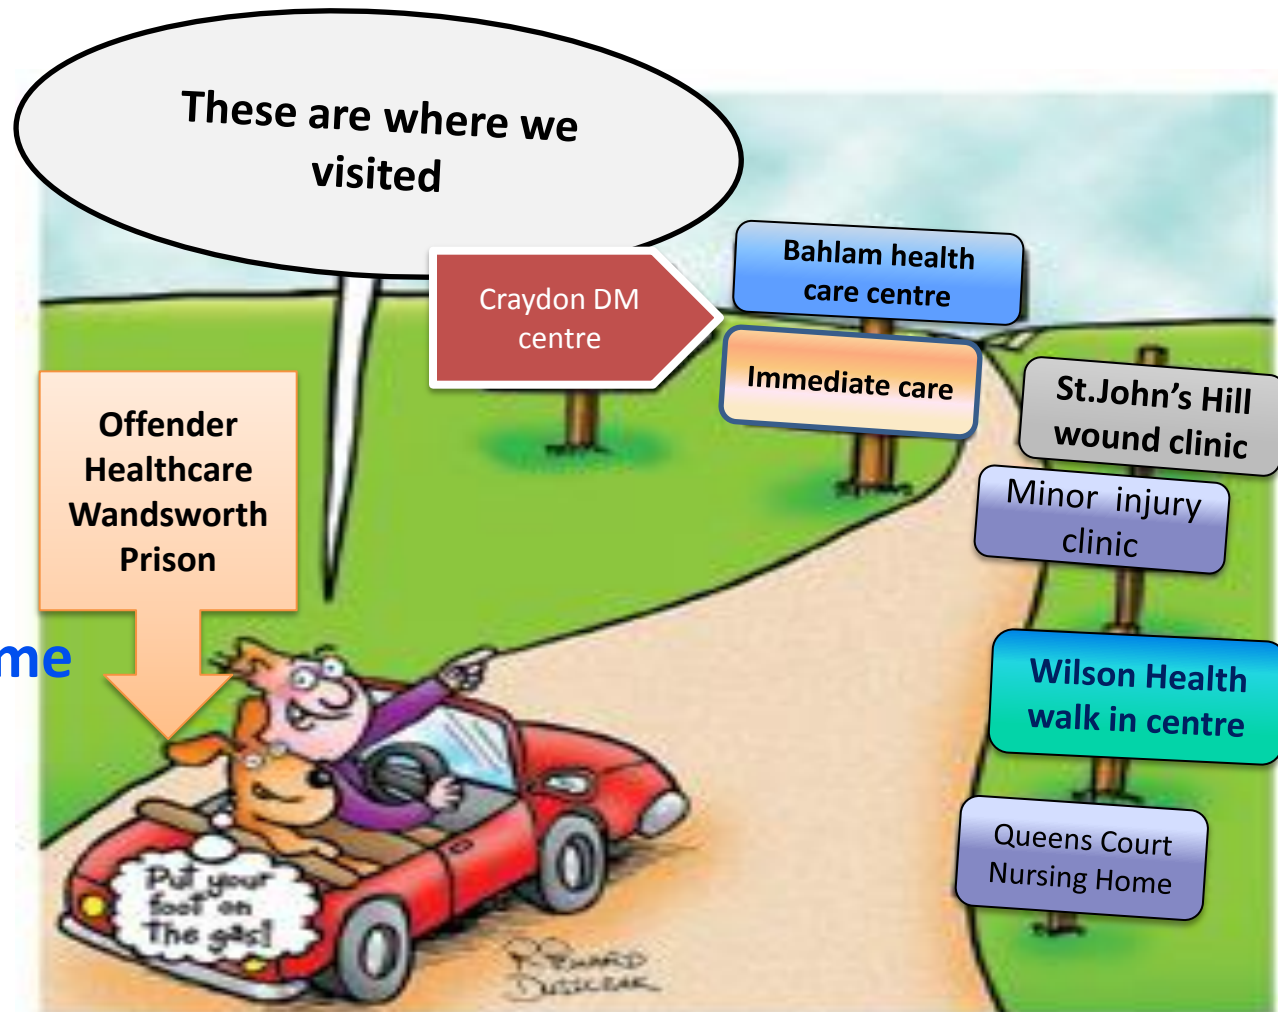 These are where we
visited
Craydon DM
centre
Bahlam health
care centre
Immediate care
St.John’s Hill
wound clinic
Offender
Healthcare
Wandsworth
Prison
Minor injury
clinic
me
Wilson Health
walk in centre
Queens Court
Nursing Home
Put your
foot on
The gas!